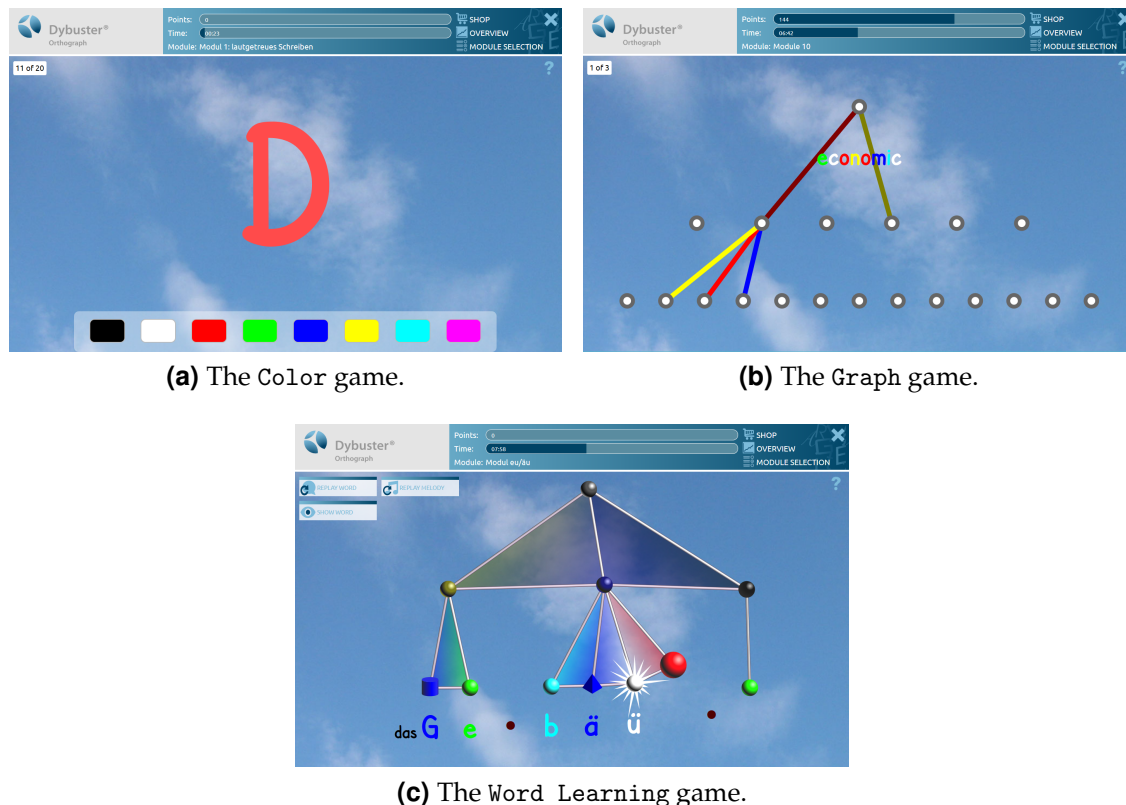 Dybuster®
Orthograph
Points: 0
Time: 00:23
Module: Modul 1: lautgetreues Schreiben
SHOP
OVERVIEW
MODULE SELECTION
11 of 20
?
D
(a) The Color game.
Dybuster®
Orthograph
Points: 144
Time: 06:42
Module: Module 10
SHOP
OVERVIEW
MODULE SELECTION
1 of 3
?
economic
(b) The Graph game.
Dybuster®
Orthograph
Points: 0
Time: 07:58
Module: Modul eu/äu
SHOP
OVERVIEW
MODULE SELECTION
REPLAY WORD
REPLAY MELODY
SHOW WORD
?
das G e • b ä ü •
(c) The Word Learning game.